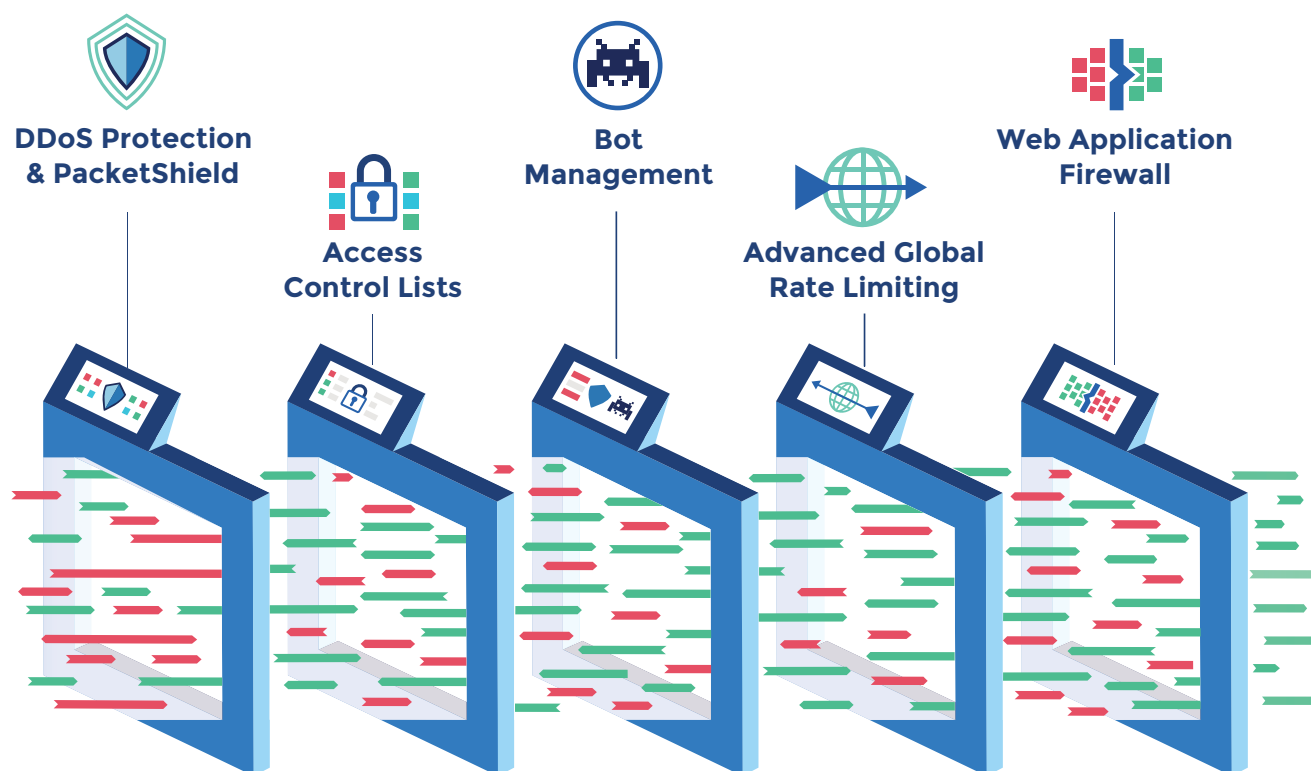 DDoS Protection
& PacketShield
Access
Control Lists
Bot
Management
Advanced Global
Rate Limiting
Web Application
Firewall